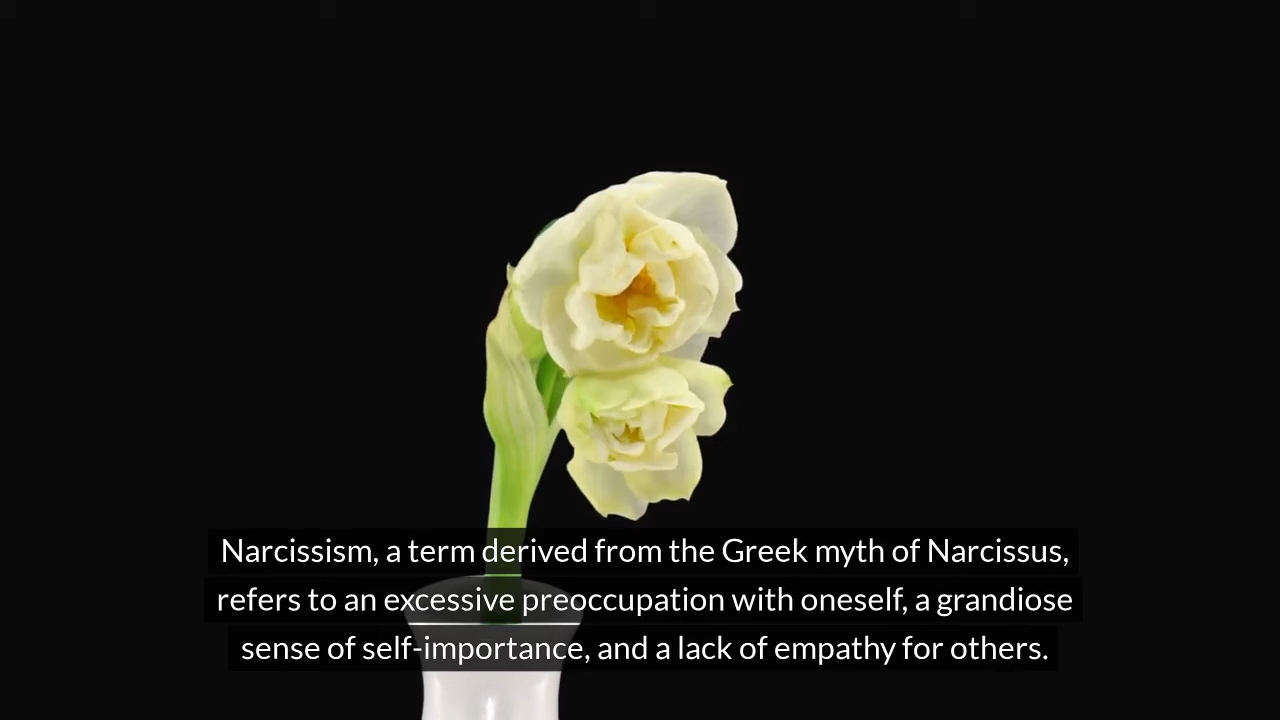 Narcissism, a term derived from the Greek myth of Narcissus,
refers to an excessive preoccupation with oneself, a grandiose
sense of self-importance, and a lack of empathy for others.